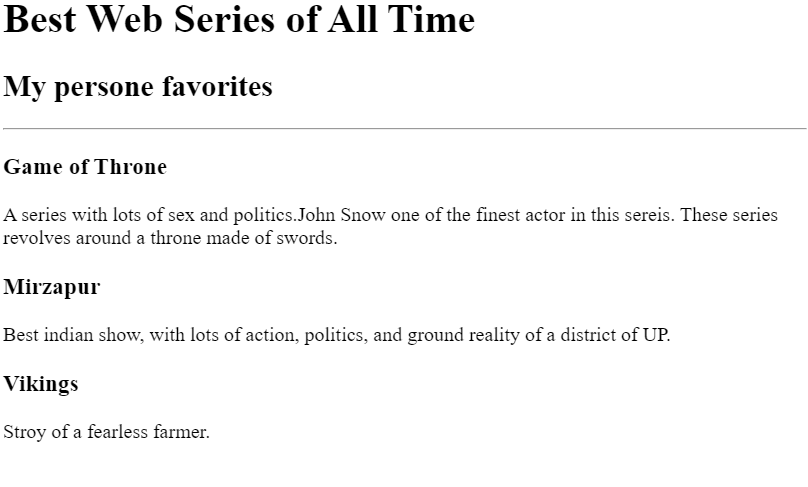 Best Web Series of All Time
My persone favorites
Game of Throne
A series with lots of sex and politics.John Snow one of the finest actor in this sereis. These series
revolves around a throne made of swords.
Mirzapur
Best indian show, with lots of action, politics, and ground reality of a district of UP.
Vikings
Stroy of a fearless farmer.